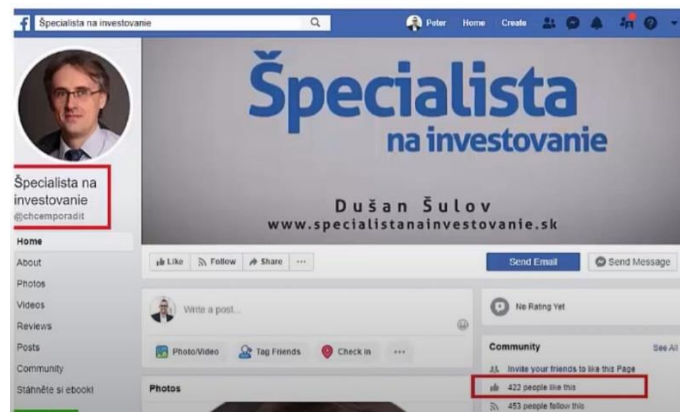 Špecialista na investovanie
Peter Home Create
Špecialista
na investovanie
Dušan Šulov
www.specialistanainvestovanie.sk
Špecialista na
investovanie
@chcemporadit
Home
About
Photos
Videos
Reviews
Posts
Community
Stáhněte si ebook!
Like Follow Share ...
Send Email Send Message
Write a post...
Photo/Video Tag Friends Check in ...
Photos
No Rating Yet
Community See All
Invite your friends to like this Page
422 people like this
453 people follow this